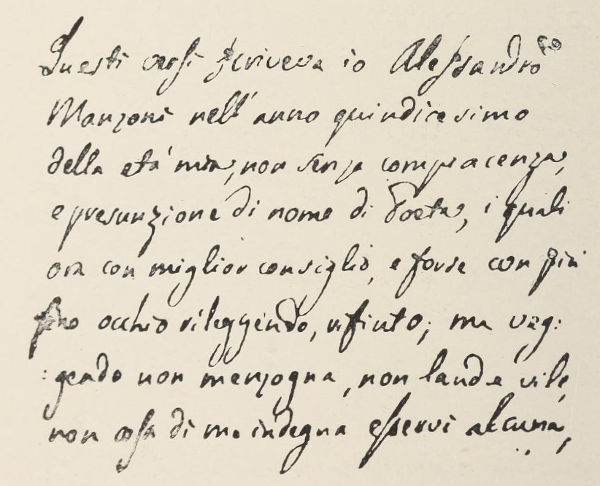 Questi versi scriveva io Alessandro
Manzoni nell'anno quindicesimo
della età mia, non senza compiacenza,
e presunzione di nome di Poeta, i quali
ora con miglior consiglio, e forse con più
fino occhio rileggendo, rifiuto; ma veg:
:gendo non menzogna, non laude vile,
non cosa di me indegna esservi alcuna,